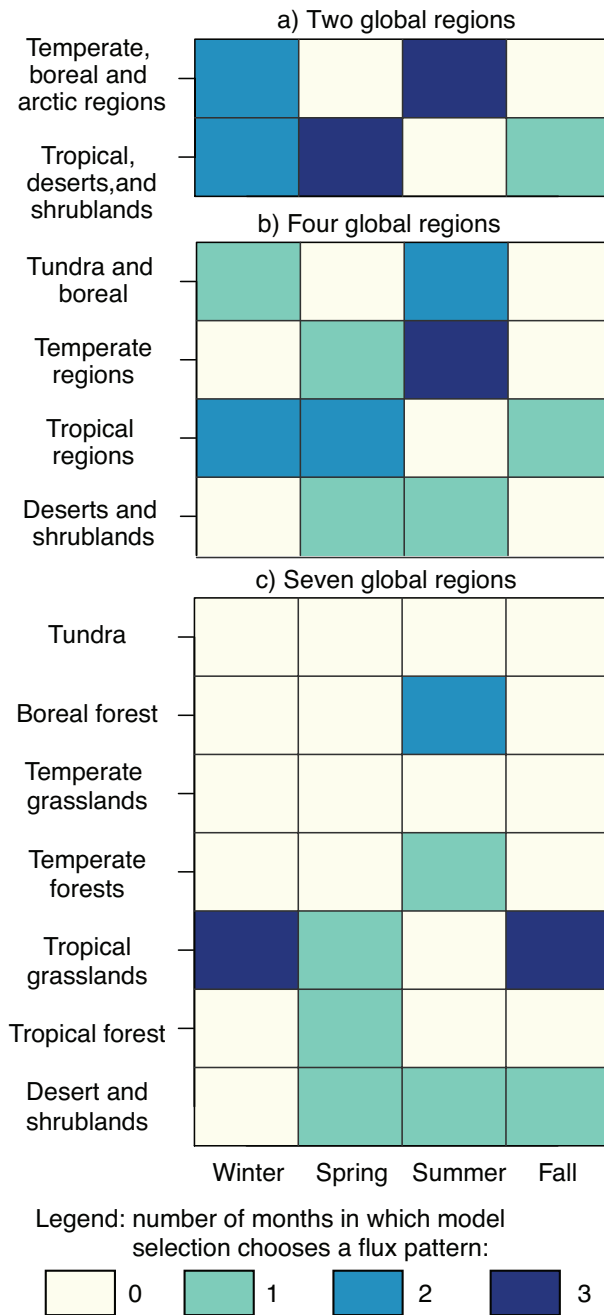 a) Two global regions
Temperate,
boreal and
arctic regions
Tropical,
deserts,and
shrublands
b) Four global regions
Tundra and
boreal
Temperate
regions
Tropical
regions
Deserts and
shrublands
c) Seven global regions
Tundra
Boreal forest
Temperate
grasslands
Temperate
forests
Tropical
grasslands
Tropical forest
Desert and
shrublands
Winter Spring Summer Fall
Legend: number of months in which model
selection chooses a flux pattern:
0 1 2 3